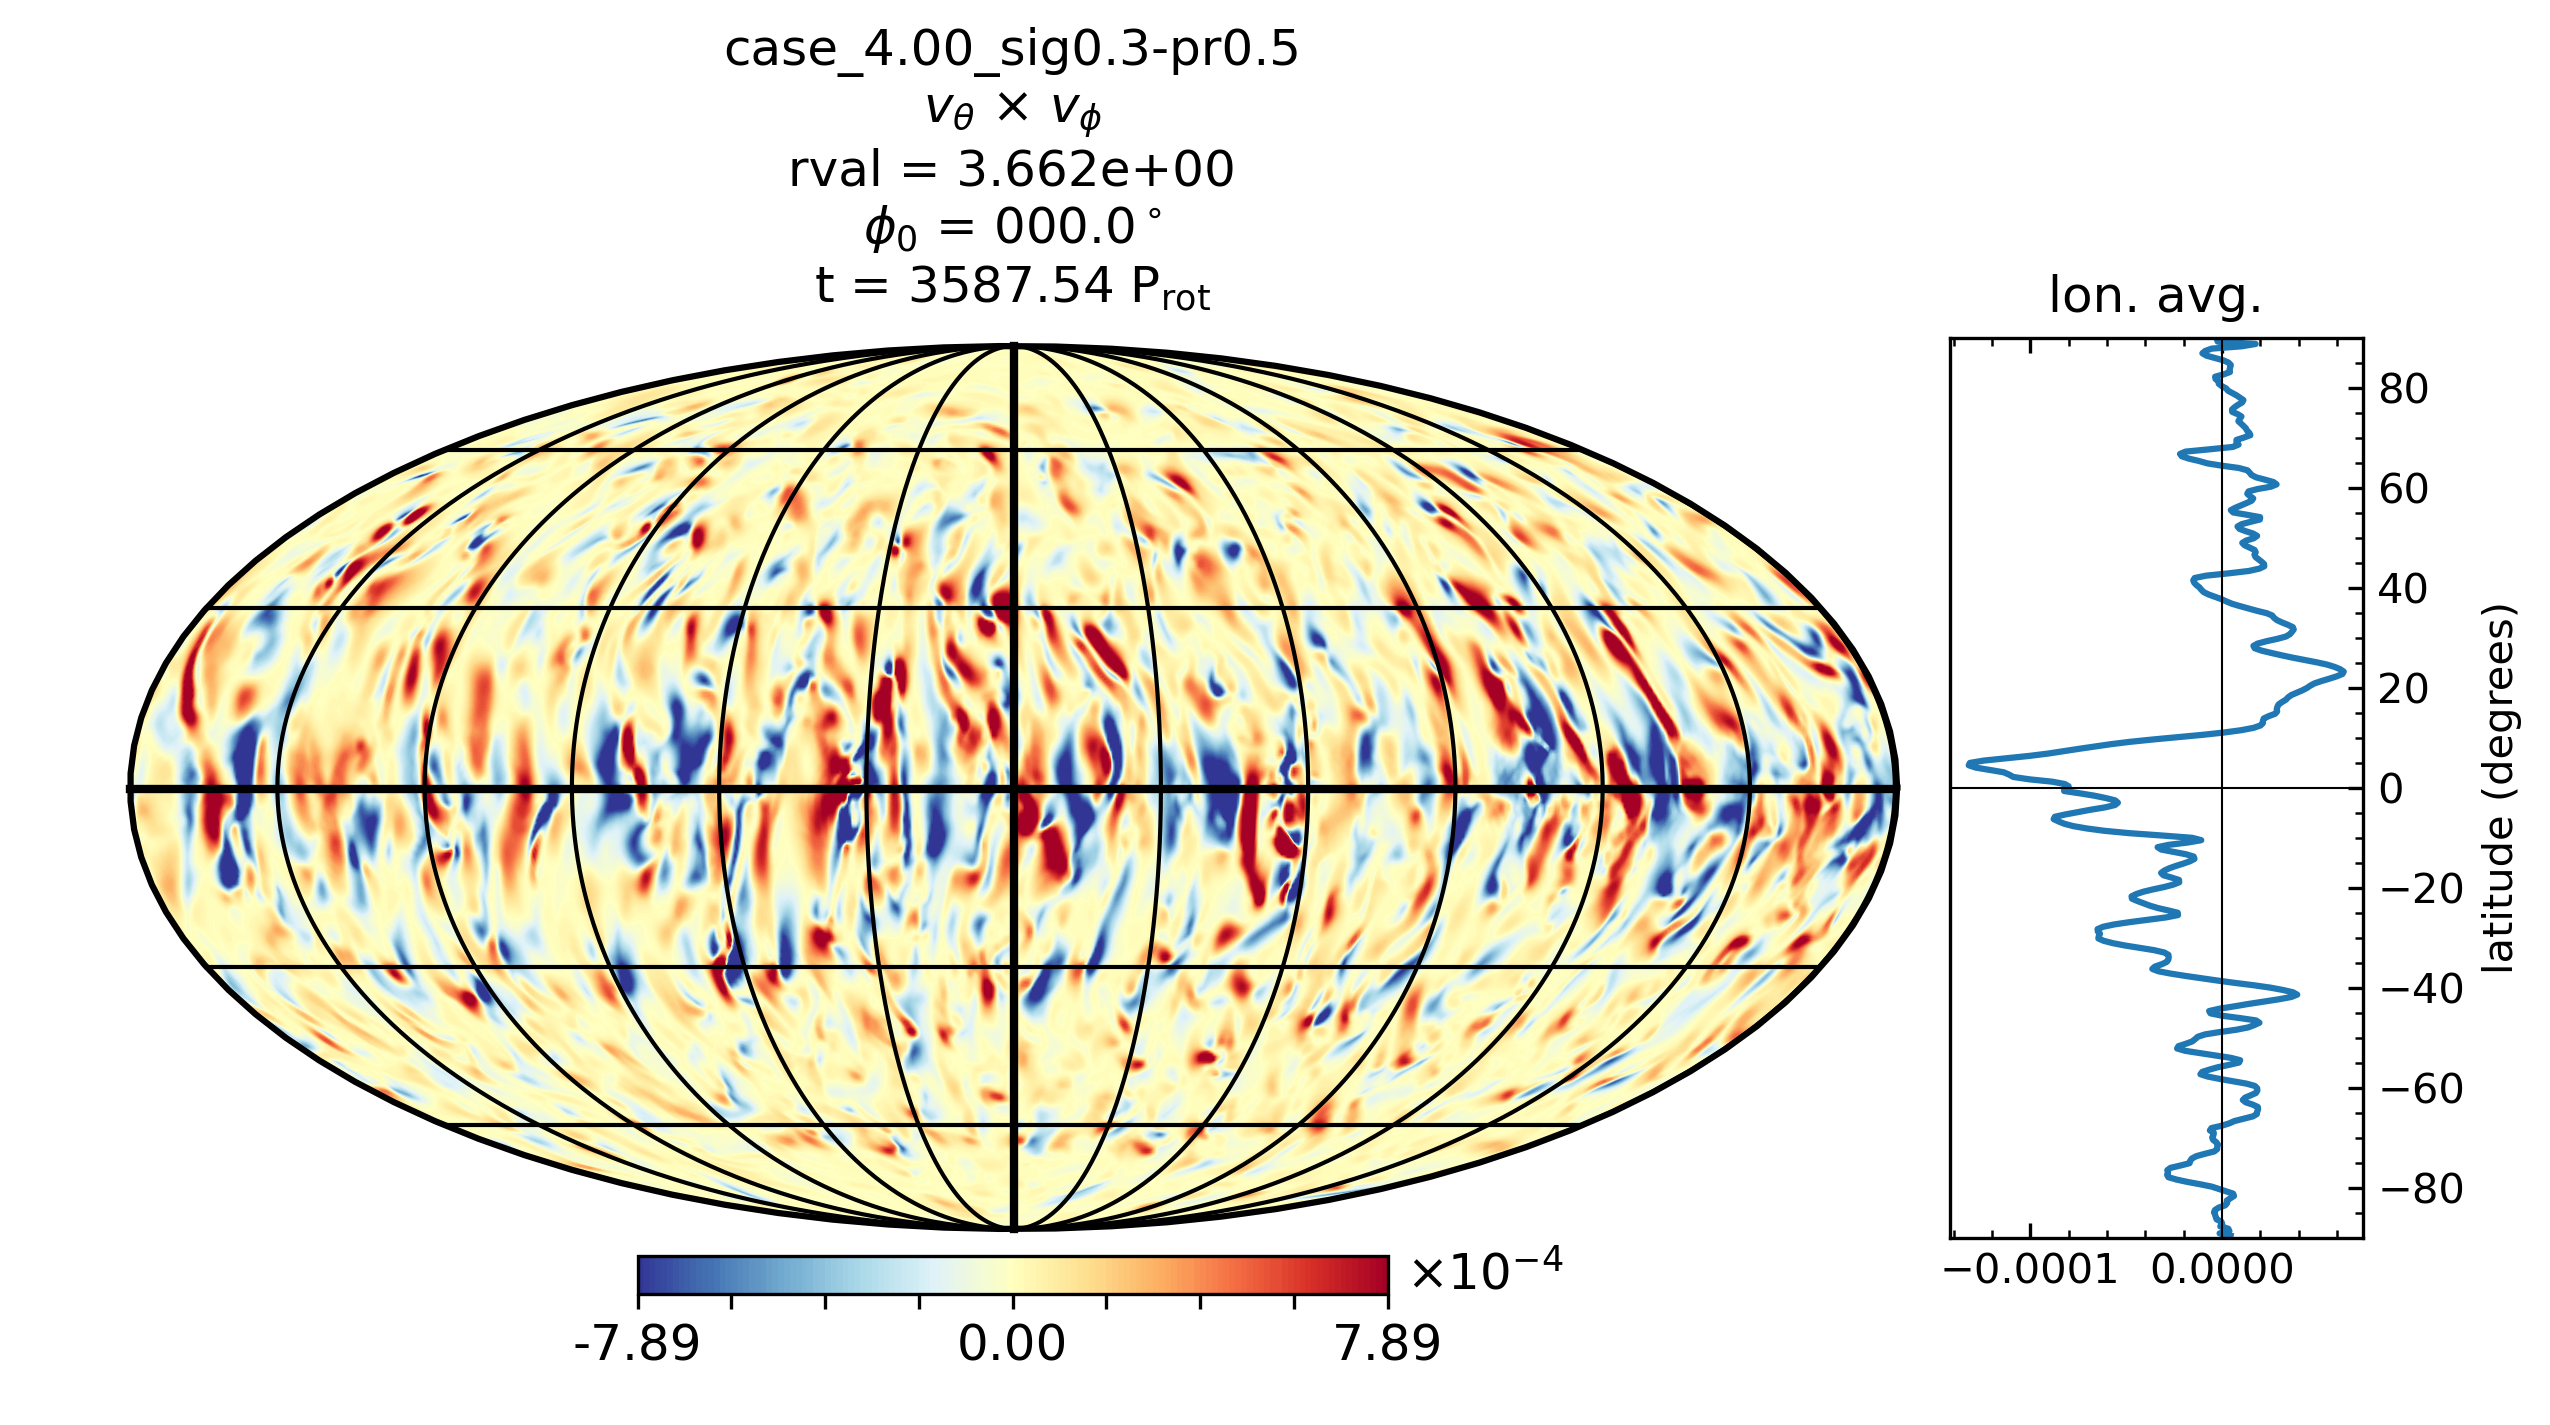 case_4.00_sig0.3-pr0.5
v_θ × v_ϕ
rval = 3.662e+00
ϕ₀ = 000.0°
t = 3587.54 P_rot
lon. avg.
80
60
40
20
0
−20
−40
−60
−80
latitude (degrees)
−0.0001 0.0000
×10⁻⁴
-7.89 0.00 7.89